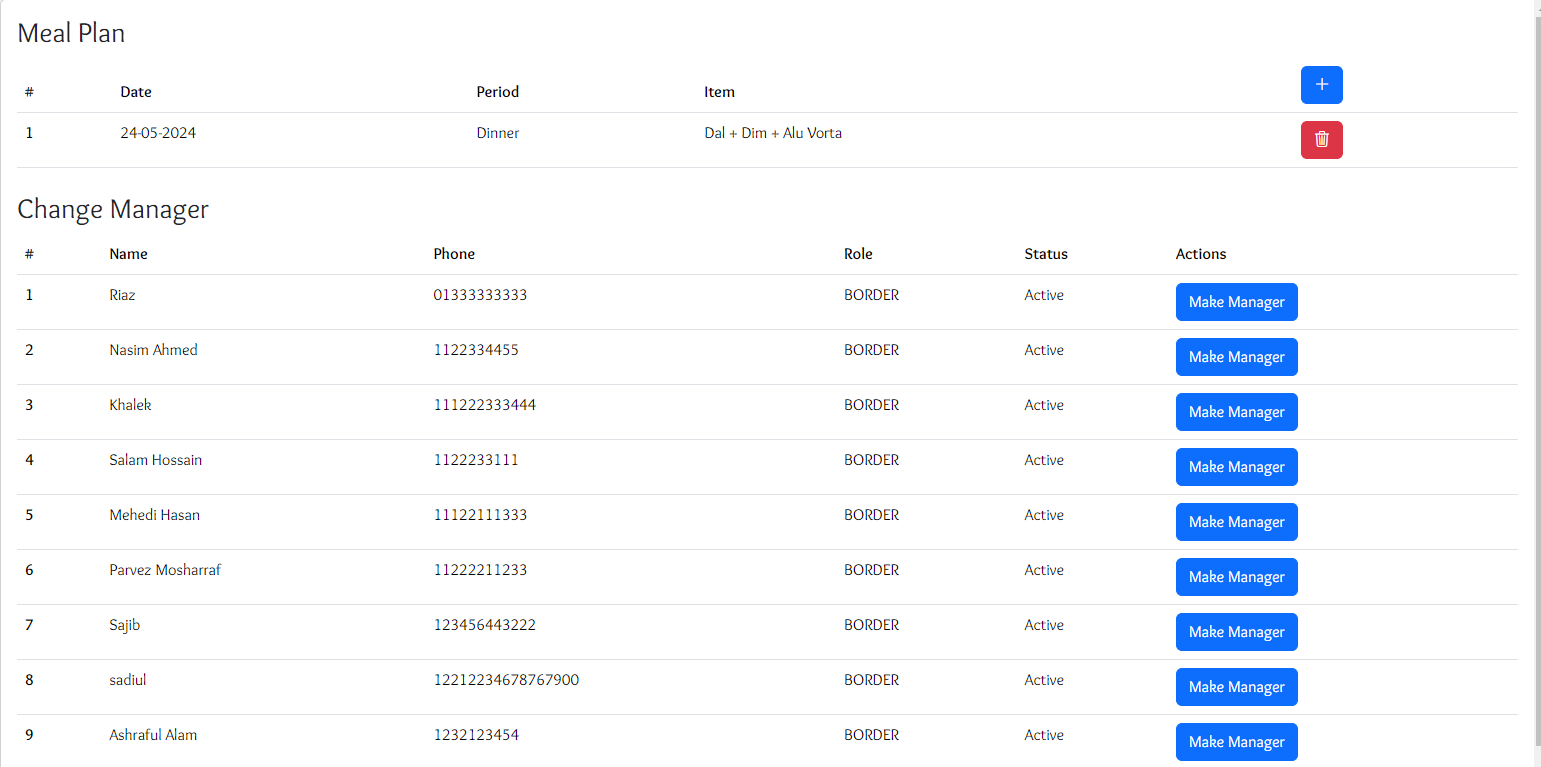 Meal Plan
# Date Period Item +
1 24-05-2024 Dinner Dal + Dim + Alu Vorta
Change Manager
# Name Phone Role Status Actions
1 Riaz 01333333333 BORDER Active Make Manager
2 Nasim Ahmed 1122334455 BORDER Active Make Manager
3 Khalek 111222333444 BORDER Active Make Manager
4 Salam Hossain 1122233111 BORDER Active Make Manager
5 Mehedi Hasan 11122111333 BORDER Active Make Manager
6 Parvez Mosharraf 11222211233 BORDER Active Make Manager
7 Sajib 123456443222 BORDER Active Make Manager
8 sadiul 12212234678767900 BORDER Active Make Manager
9 Ashraful Alam 1232123454 BORDER Active Make Manager